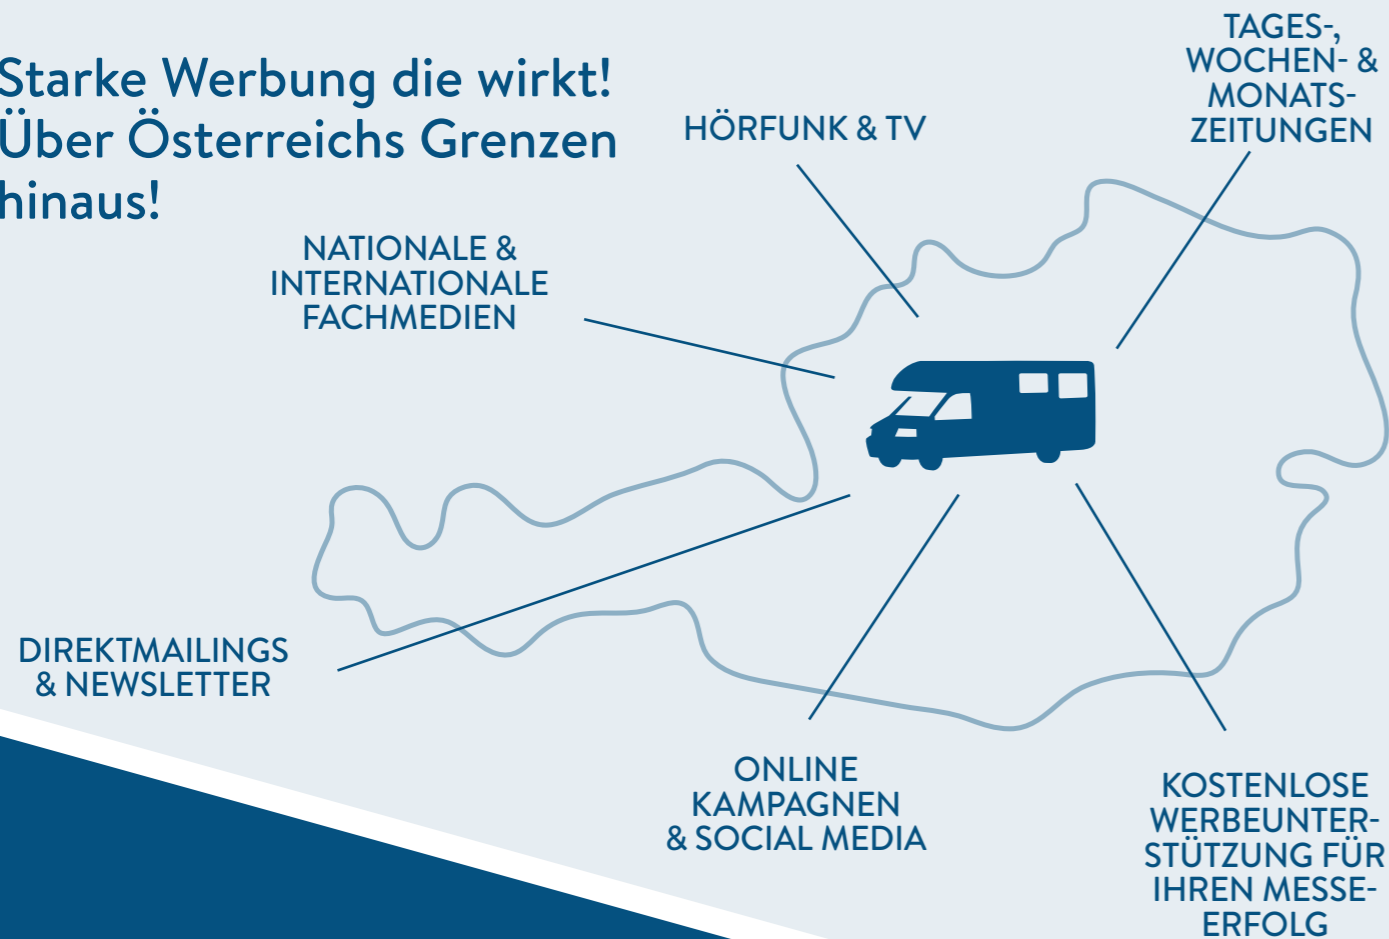 Starke Werbung die wirkt!
Über Österreichs Grenzen
hinaus!
HÖRFUNK & TV
TAGES-,
WOCHEN- &
MONATS-
ZEITUNGEN
NATIONALE &
INTERNATIONALE
FACHMEDIEN
DIREKTMAILINGS
& NEWSLETTER
ONLINE
KAMPAGNEN
& SOCIAL MEDIA
KOSTENLOSE
WERBEUNTER-
STÜTZUNG FÜR
IHREN MESSE-
ERFOLG